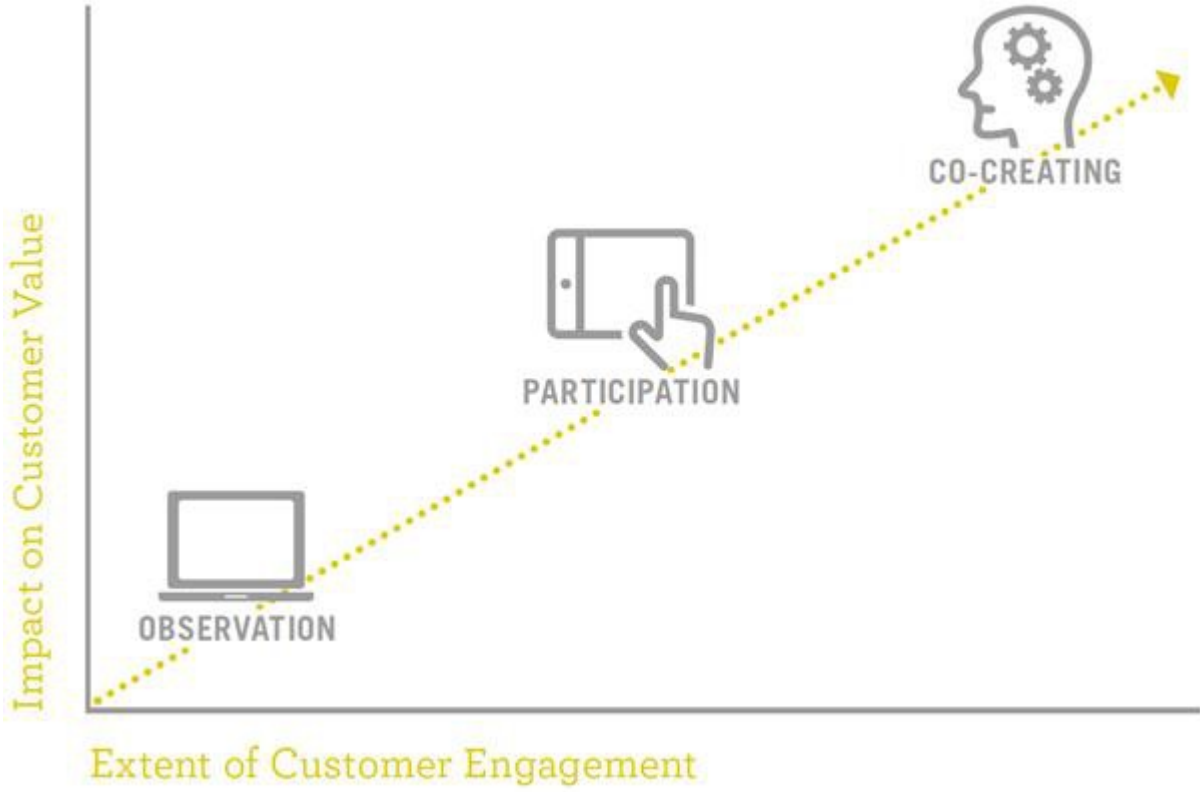 CO-CREATING
PARTICIPATION
OBSERVATION
Impact on Customer Value
Extent of Customer Engagement